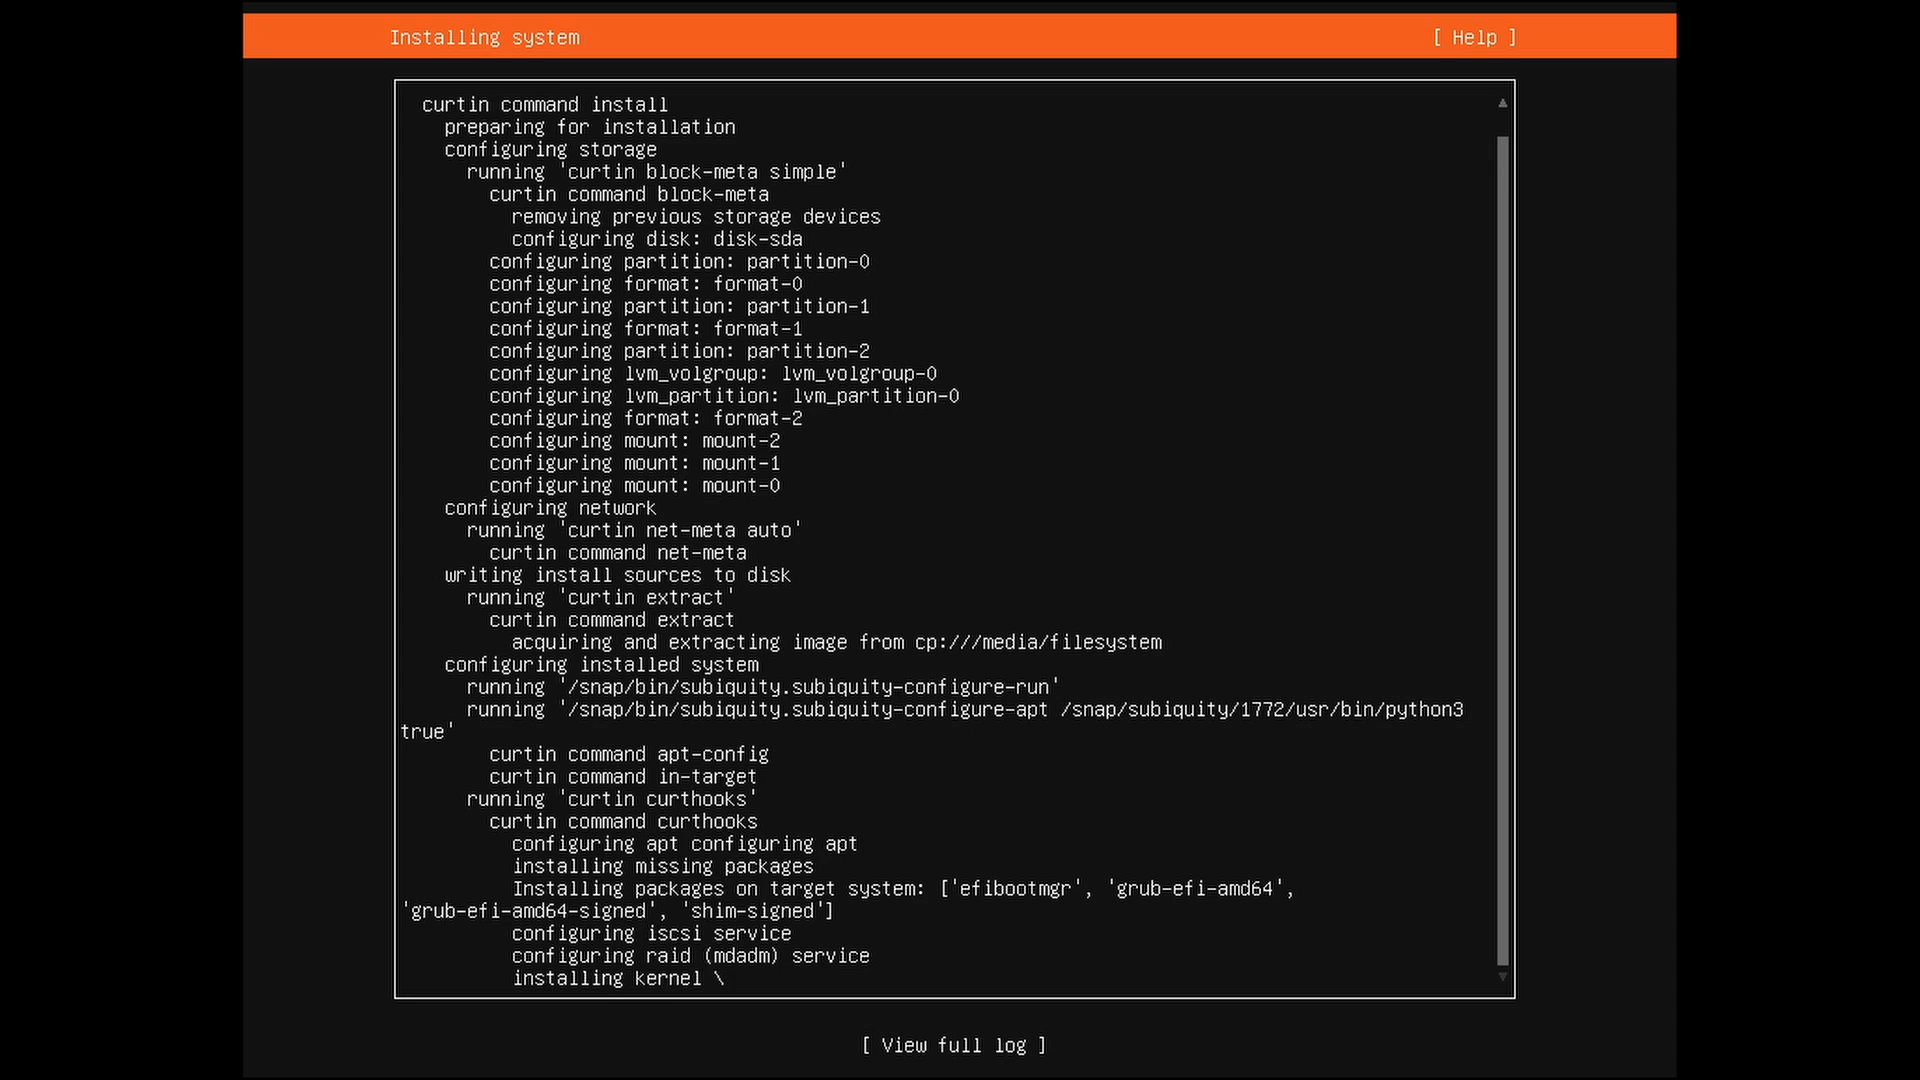 Installing system [ Help ]
curtin command install
preparing for installation
configuring storage
running 'curtin block-meta simple'
curtin command block-meta
removing previous storage devices
configuring disk: disk-sda
configuring partition: partition-0
configuring format: format-0
configuring partition: partition-1
configuring format: format-1
configuring partition: partition-2
configuring lvm_volgroup: lvm_volgroup-0
configuring lvm_partition: lvm_partition-0
configuring format: format-2
configuring mount: mount-2
configuring mount: mount-1
configuring mount: mount-0
configuring network
running 'curtin net-meta auto'
curtin command net-meta
writing install sources to disk
running 'curtin extract'
curtin command extract
acquiring and extracting image from cp:///media/filesystem
configuring installed system
running '/snap/bin/subiquity.subiquity-configure-run'
running '/snap/bin/subiquity.subiquity-configure-apt /snap/subiquity/1772/usr/bin/python3
true'
curtin command apt-config
curtin command in-target
running 'curtin curthooks'
curtin command curthooks
configuring apt configuring apt
installing missing packages
Installing packages on target system: ['efibootmgr', 'grub-efi-amd64',
'grub-efi-amd64-signed', 'shim-signed']
configuring iscsi service
configuring raid (mdadm) service
installing kernel \
[ View full log ]